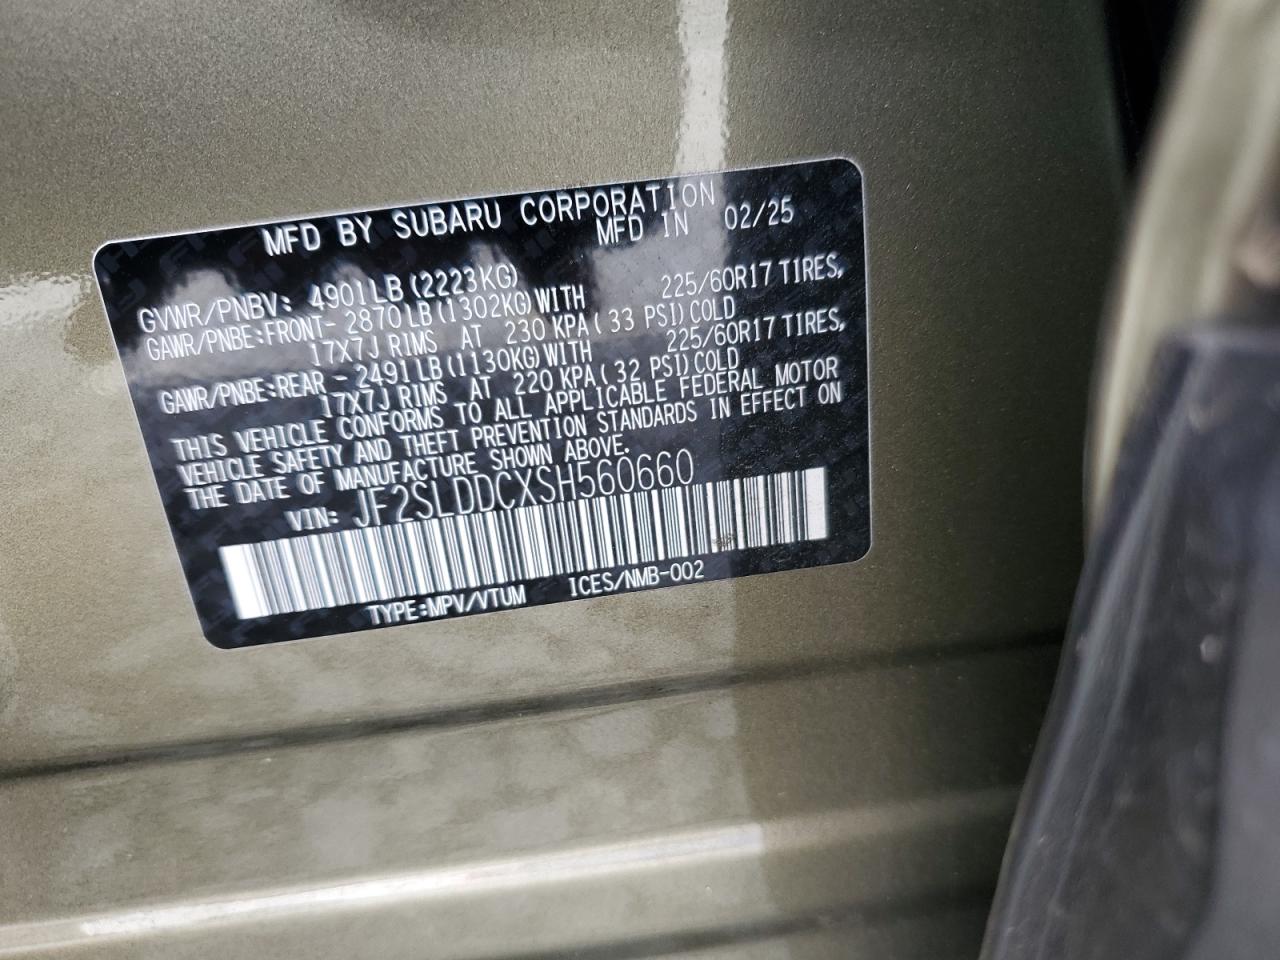 MFD BY SUBARU CORPORATION
MFD IN 02/25
GVWR/PNBV: 4901LB(2223KG)
GAWR/PNBE:FRONT- 2870LB(1302KG)WITH 225/60R17 TIRES,
17X7J RIMS AT 230 KPA(33 PSI)COLD
GAWR/PNBE:REAR - 2491LB(1130KG)WITH 225/60R17 TIRES,
17X7J RIMS AT 220 KPA(32 PSI)COLD
THIS VEHICLE CONFORMS TO ALL APPLICABLE FEDERAL MOTOR
VEHICLE SAFETY AND THEFT PREVENTION STANDARDS IN EFFECT ON
THE DATE OF MANUFACTURE SHOWN ABOVE.
VIN: JF2SLDDCXSH560660
TYPE:MPV/VTUM ICES/NMB-002